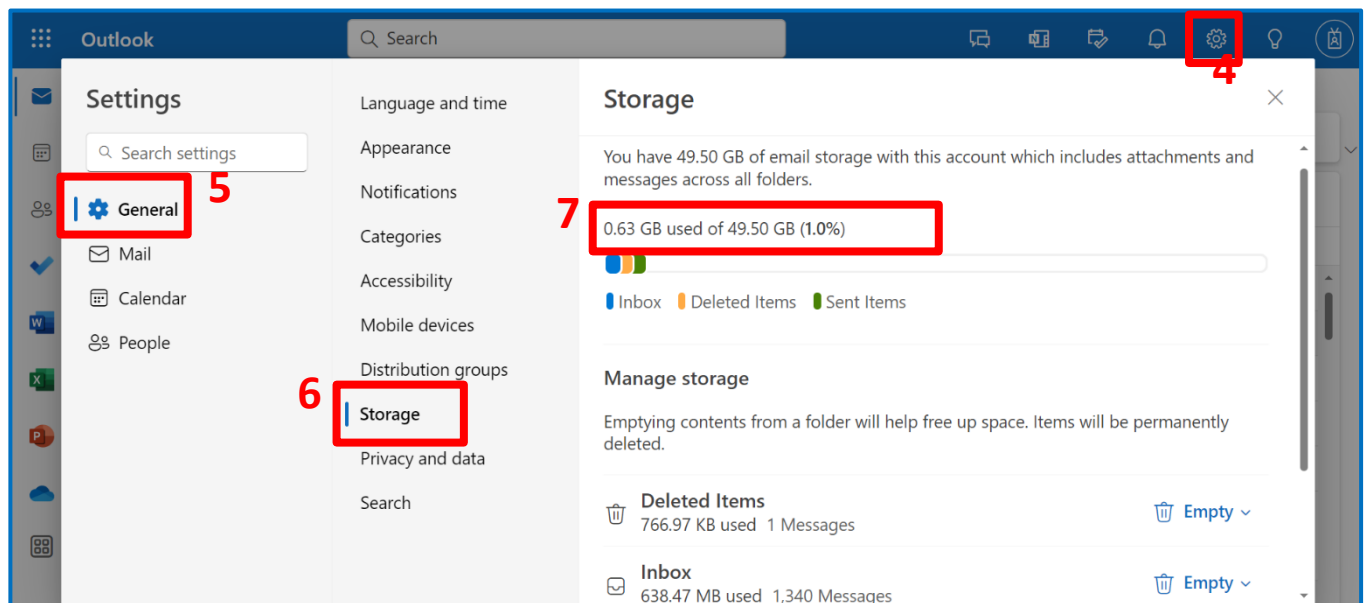 Outlook
Search
4
Settings
Search settings
5
General
Mail
Calendar
People
Language and time
Appearance
Notifications
Categories
Accessibility
Mobile devices
Distribution groups
6
Storage
Privacy and data
Search
Storage
You have 49.50 GB of email storage with this account which includes attachments and
messages across all folders.
7
0.63 GB used of 49.50 GB (1.0%)
Inbox Deleted Items Sent Items
Manage storage
Emptying contents from a folder will help free up space. Items will be permanently
deleted.
Deleted Items
766.97 KB used 1 Messages
Empty
Inbox
638.47 MB used 1,340 Messages
Empty